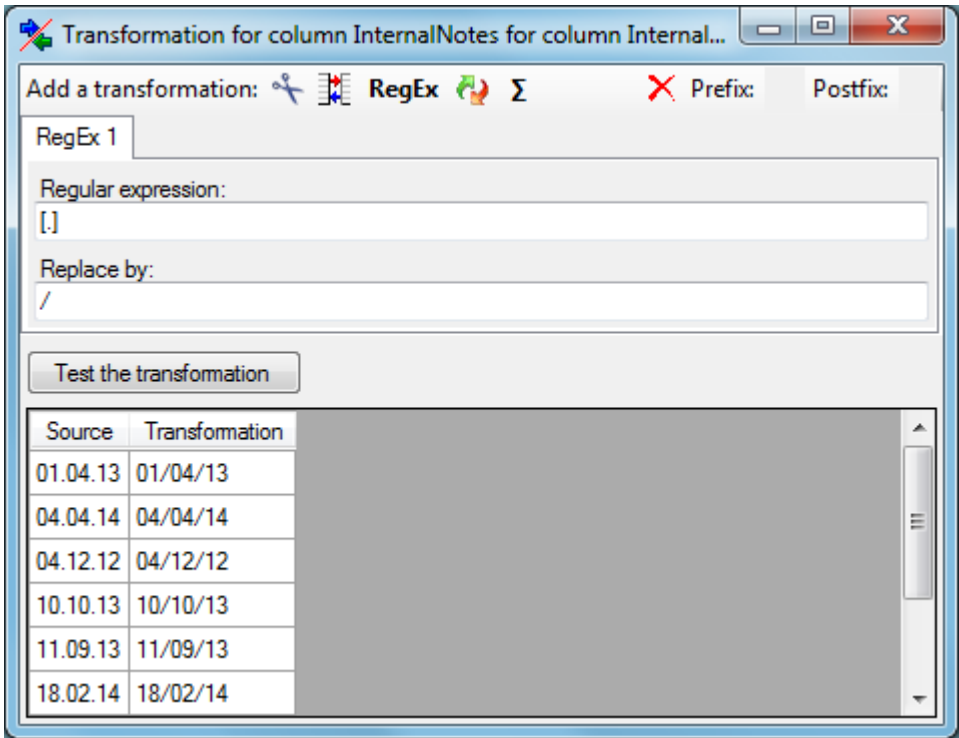 Transformation for column InternalNotes for column Internal...
Add a transformation: RegEx Σ Prefix: Postfix:
RegEx 1
Regular expression:
[.]
Replace by:
/
Test the transformation
Source Transformation
01.04.13 01/04/13
04.04.14 04/04/14
04.12.12 04/12/12
10.10.13 10/10/13
11.09.13 11/09/13
18.02.14 18/02/14